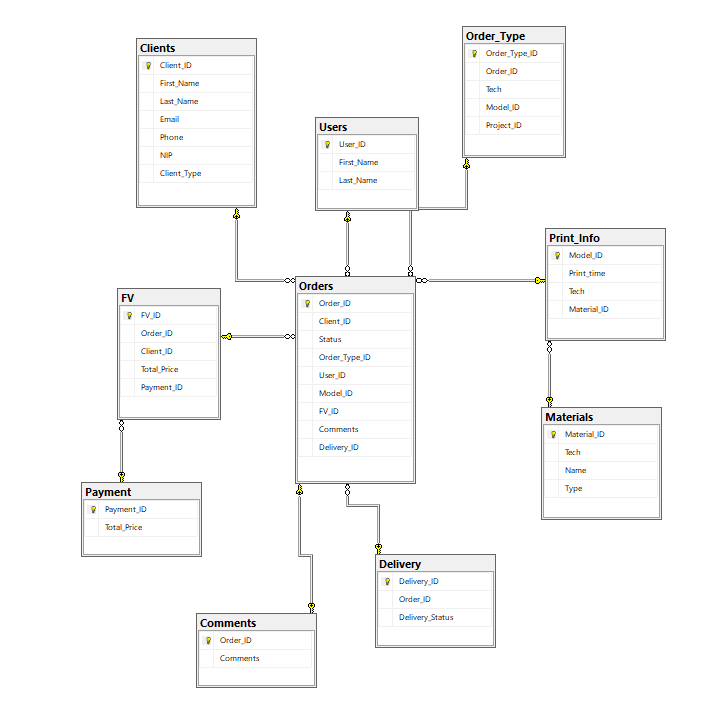 Clients
Client_ID
First_Name
Last_Name
Email
Phone
NIP
Client_Type
Order_Type
Order_Type_ID
Order_ID
Tech
Model_ID
Project_ID
Users
User_ID
First_Name
Last_Name
Print_Info
Model_ID
Print_time
Tech
Material_ID
Orders
Order_ID
Client_ID
Status
Order_Type_ID
User_ID
Model_ID
FV_ID
Comments
Delivery_ID
FV
FV_ID
Order_ID
Client_ID
Total_Price
Payment_ID
Materials
Material_ID
Tech
Name
Type
Payment
Payment_ID
Total_Price
Delivery
Delivery_ID
Order_ID
Delivery_Status
Comments
Order_ID
Comments